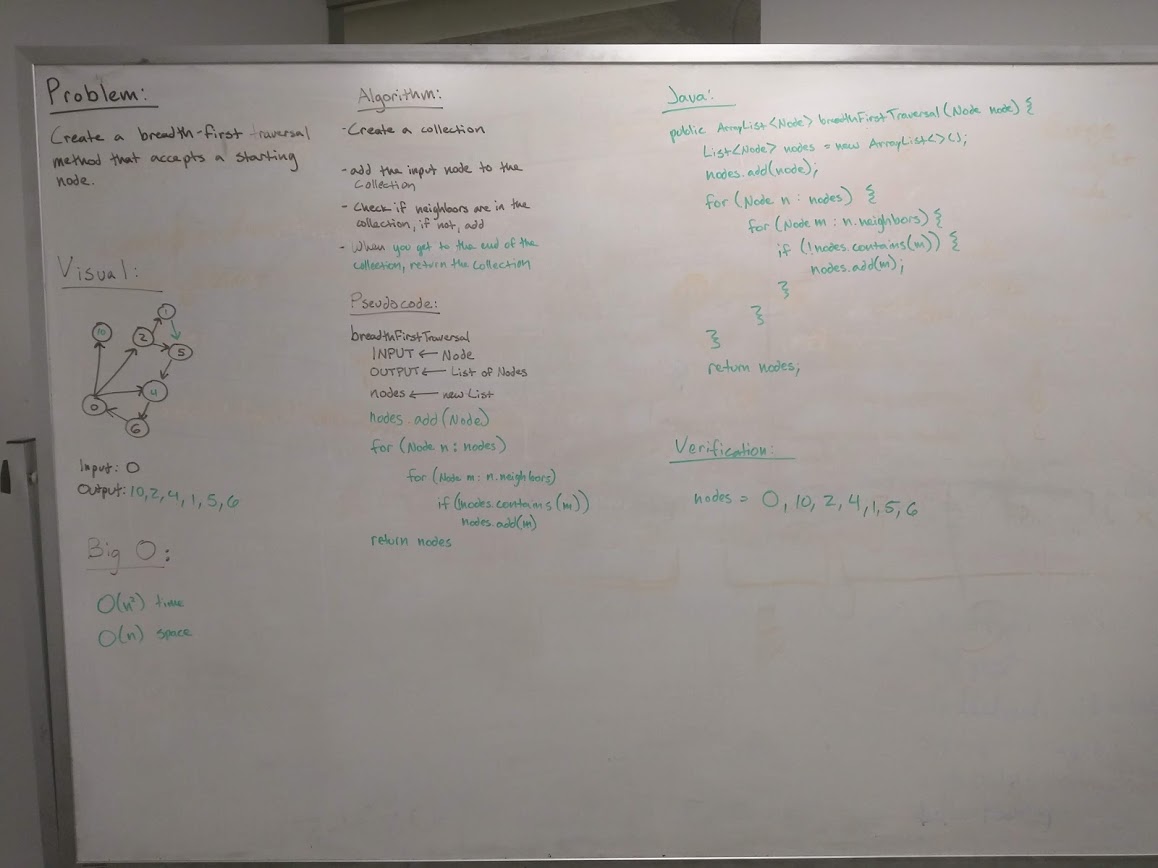 Problem:
Create a breadth-first traversal
method that accepts a starting
node.
Visual:
1
10
2
5
4
0
6
Input: 0
Output: 10, 2, 4, 1, 5, 6
Big O:
O(n²) time
O(n) space
Algorithm:
- Create a collection
- add the input node to the
collection
- Check if neighbors are in the
collection, if not, add
- When you get to the end of the
collection, return the collection
Pseudocode:
breadthFirstTraversal
INPUT ← Node
OUTPUT ← List of Nodes
nodes ← new List
nodes.add(Node)
for (Node n : nodes)
for (Node m : n.neighbors)
if (!nodes.contains(m))
nodes.add(m)
return nodes
Java:
public ArrayList<Node> breadthFirstTraversal(Node node) {
List<Node> nodes = new ArrayList<>();
nodes.add(node);
for (Node n : nodes) {
for (Node m : n.neighbors) {
if (!nodes.contains(m)) {
nodes.add(m);
}
}
}
return nodes;
Verification:
nodes = 0, 10, 2, 4, 1, 5, 6